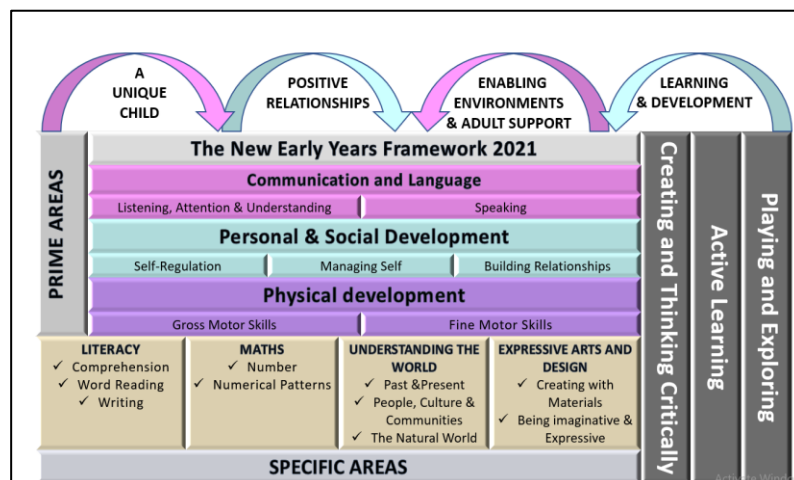 A
UNIQUE
CHILD
POSITIVE
RELATIONSHIPS
ENABLING
ENVIRONMENTS
& ADULT SUPPORT
LEARNING
& DEVELOPMENT
PRIME AREAS
The New Early Years Framework 2021
Communication and Language
Listening, Attention & Understanding
Speaking
Personal & Social Development
Self-Regulation
Managing Self
Building Relationships
Physical development
Gross Motor Skills
Fine Motor Skills
LITERACY
✓ Comprehension
✓ Word Reading
✓ Writing
MATHS
✓ Number
✓ Numerical Patterns
UNDERSTANDING THE
WORLD
✓ Past &Present
✓ People, Culture &
Communities
✓ The Natural World
EXPRESSIVE ARTS AND
DESIGN
✓ Creating with
Materials
✓ Being imaginative &
Expressive
SPECIFIC AREAS
Creating and Thinking Critically
Active Learning
Playing and Exploring
Activate Windo